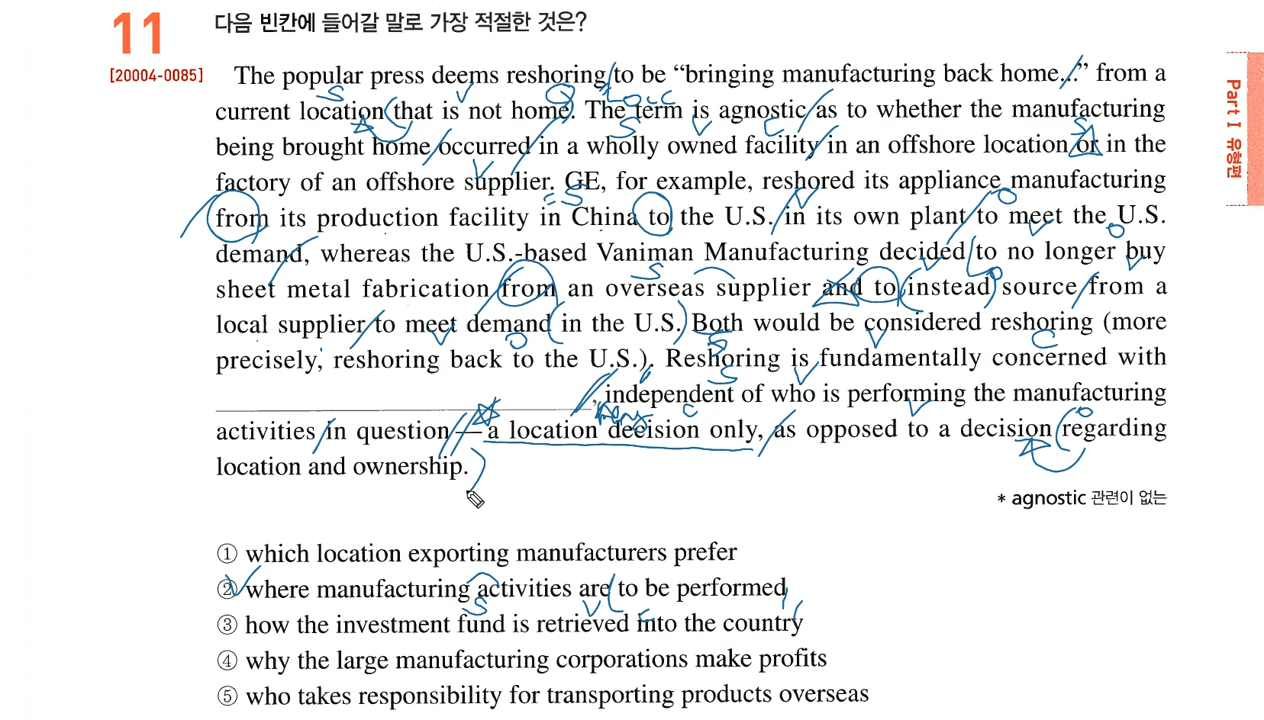 11
다음 빈칸에 들어갈 말로 가장 적절한 것은?
[20004-0085]
The popular press deems reshoring to be “bringing manufacturing back home...” from a
current location that is not home. The term is agnostic as to whether the manufacturing
being brought home occurred in a wholly owned facility in an offshore location or in the
factory of an offshore supplier. GE, for example, reshored its appliance manufacturing
from its production facility in China to the U.S. in its own plant to meet the U.S.
demand, whereas the U.S.-based Vaniman Manufacturing decided to no longer buy
sheet metal fabrication from an overseas supplier and to instead source from a
local supplier to meet demand in the U.S. Both would be considered reshoring (more
precisely, reshoring back to the U.S.). Reshoring is fundamentally concerned with
, independent of who is performing the manufacturing
activities in question — a location decision only, as opposed to a decision regarding
location and ownership.
* agnostic 관련이 없는
① which location exporting manufacturers prefer
② where manufacturing activities are to be performed
③ how the investment fund is retrieved into the country
④ why the large manufacturing corporations make profits
⑤ who takes responsibility for transporting products overseas
Part I 유형편